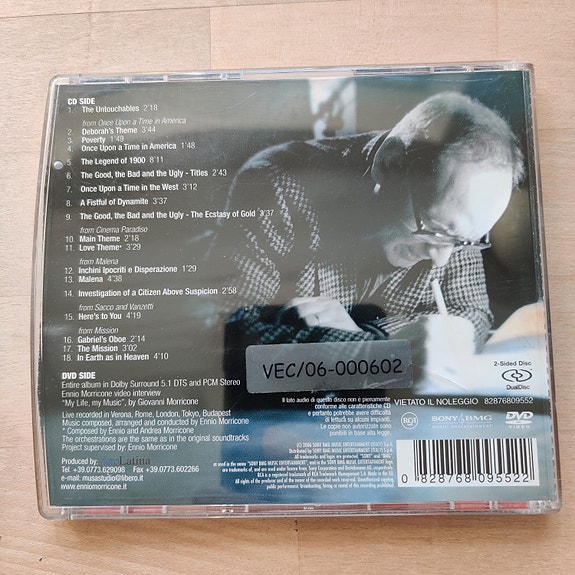 CD SIDE
1. The Untouchables 2'18
from Once Upon a Time in America
2. Deborah's Theme 3'44
3. Poverty 1'49
4. Once Upon a Time in America 1'48
5. The Legend of 1900 8'11
6. The Good, the Bad and the Ugly - Titles 2'43
7. Once Upon a Time in the West 3'12
8. A Fistful of Dynamite 3'37
9. The Good, the Bad and the Ugly - The Ecstasy of Gold 3'37
from Cinema Paradiso
10. Main Theme 2'18
11. Love Theme* 3'29
from Malena
12. Inchini Ipocriti e Disperazione 1'29
13. Malena 4'38
14. Investigation of a Citizen Above Suspicion 2'58
from Sacco and Vanzetti
15. Here's to You 4'19
from Mission
16. Gabriel's Oboe 2'14
17. The Mission 3'02
18. In Earth as in Heaven 4'10
DVD SIDE
Entire album in Dolby Surround 5.1 DTS and PCM Stereo
Ennio Morricone video interview
"My Life, my Music", by Giovanni Morricone
Live recorded in Verona, Rome, London, Tokyo, Budapest
Music composed, arranged and conducted by Ennio Morricone
* Composed by Ennio and Andrea Morricone
The orchestrations are the same as in the original soundtracks
Project supervised by: Ennio Morricone
Produced by: Latina
Tel +39.0773.629098 Fax +39.0773.602266
e-mail: musastudio@libero.it
www.enniomorricone.it
VEC/06-000602
2-Sided Disc
DualDisc
Il lato audio di questo disco non è pienamente
conforme alle caratteristiche CD
e pertanto potrebbe avere difficoltà
di lettura su alcuni impianti.
Le copie non autorizzate sono
punibili in base alla legge.
VIETATO IL NOLEGGIO 82876809552
RCA
SONY BMG
music entertainment
DVD
VIDEO
0 828768 095522